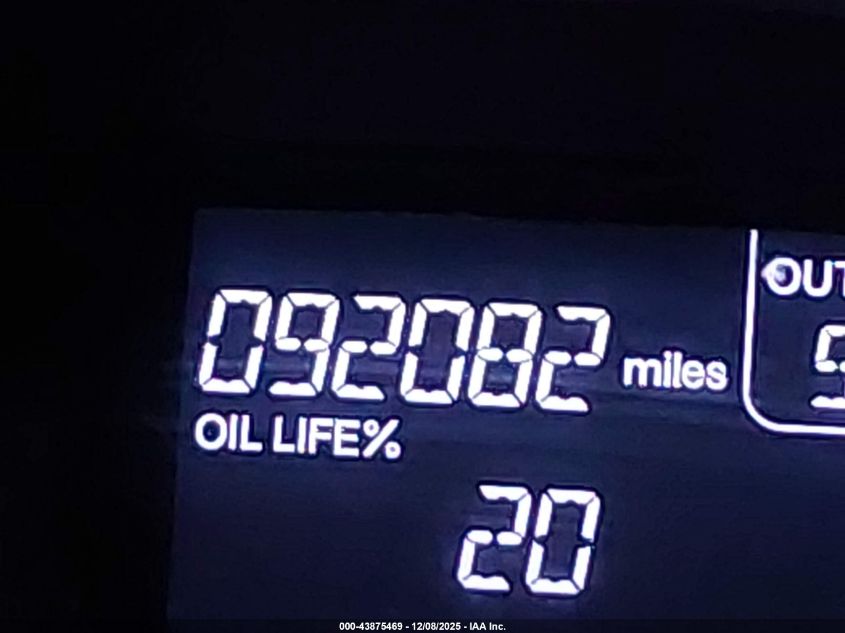 092082 miles
OIL LIFE%
20
OUT
000-43875469 - 12/08/2025 - IAA Inc.